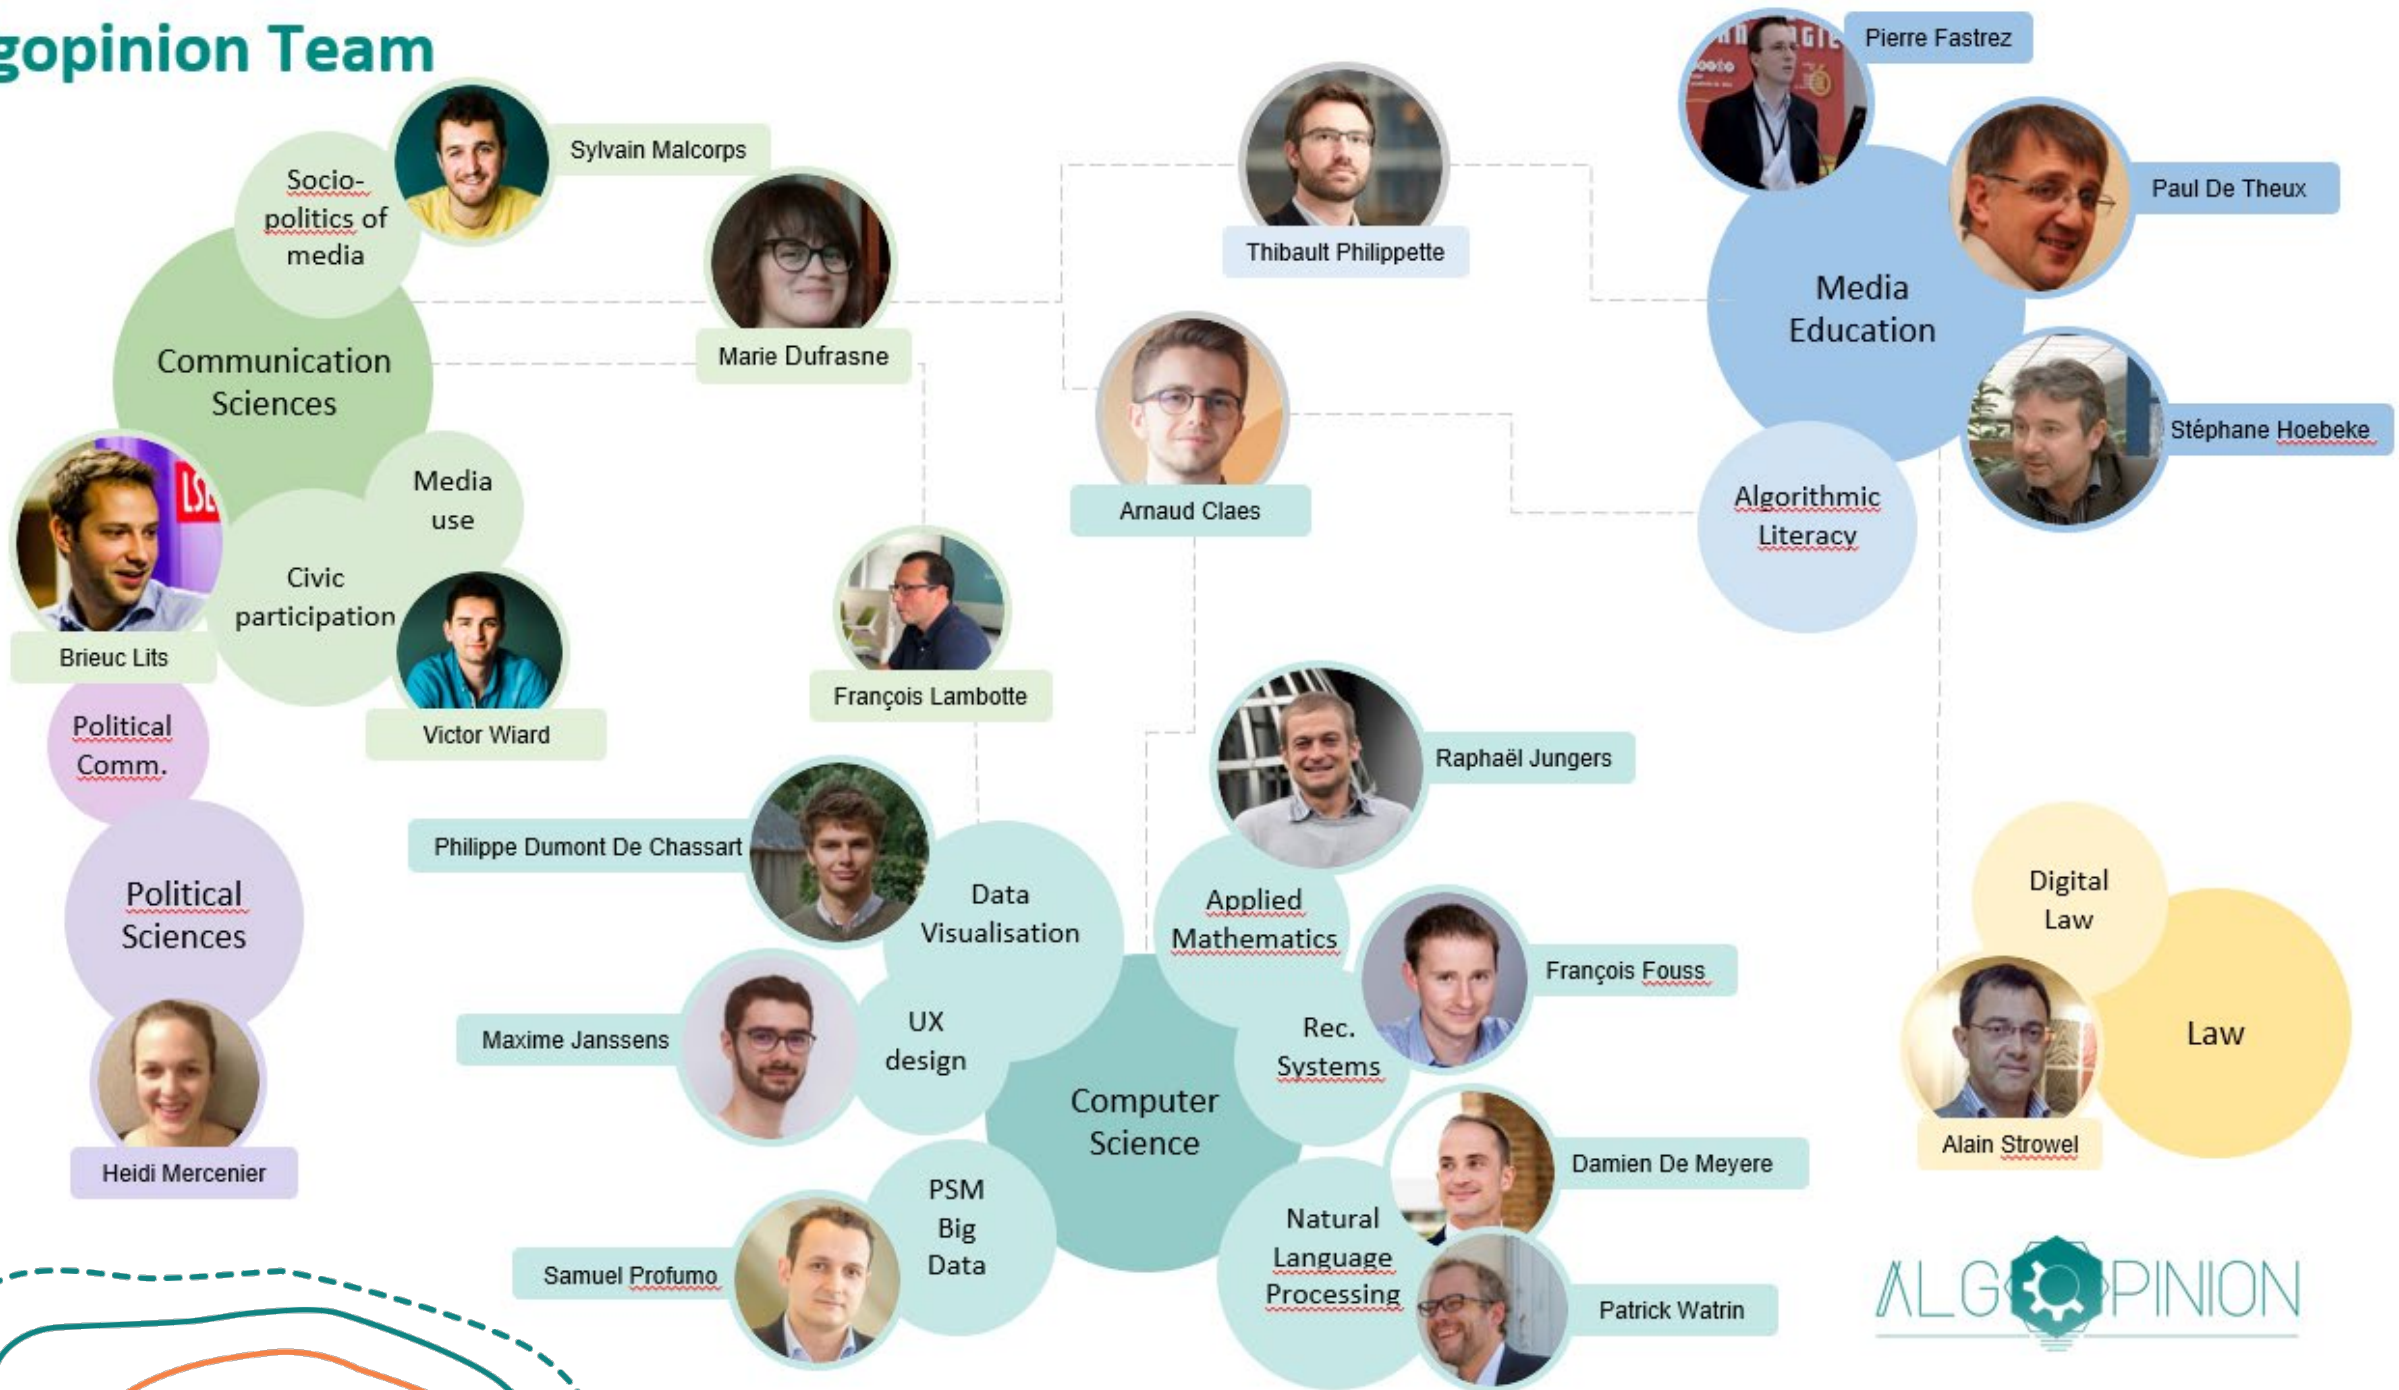 gopinion Team
Pierre Fastrez
Sylvain Malcorps
Socio-
politics of
media
Paul De Theux
Thibault Philippette
Media
Education
Marie Dufrasne
Communication
Sciences
Stéphane Hoebeke
Media
use
Algorithmic
Literacy
Arnaud Claes
LSE
Civic
participation
Brieuc Lits
François Lambotte
Political
Comm.
Victor Wiard
Raphaël Jungers
Philippe Dumont De Chassart
Data
Visualisation
Applied
Mathematics
Digital
Law
Political
Sciences
François Fouss
Maxime Janssens
UX
design
Rec.
Systems
Law
Computer
Science
Alain Strowel
Heidi Mercenier
Damien De Meyere
PSM
Big
Data
Natural
Language
Processing
Samuel Profumo
Patrick Watrin
ALGOPINION